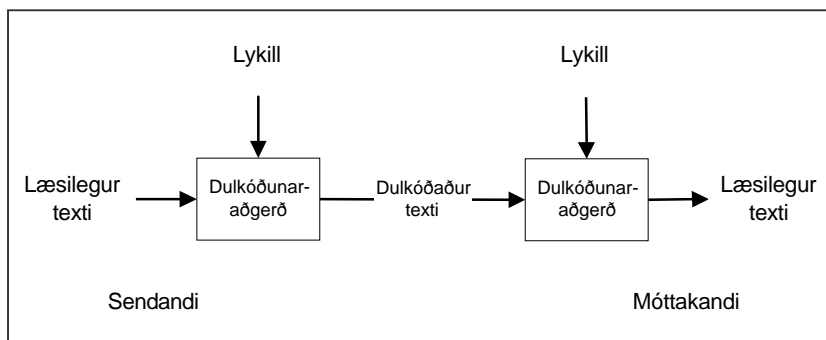 Lykill
Lykill
Læsilegur
texti
Dulkóðunar-
aðgerð
Dulkóðaður
texti
Dulkóðunar-
aðgerð
Læsilegur
texti
Sendandi
Móttakandi